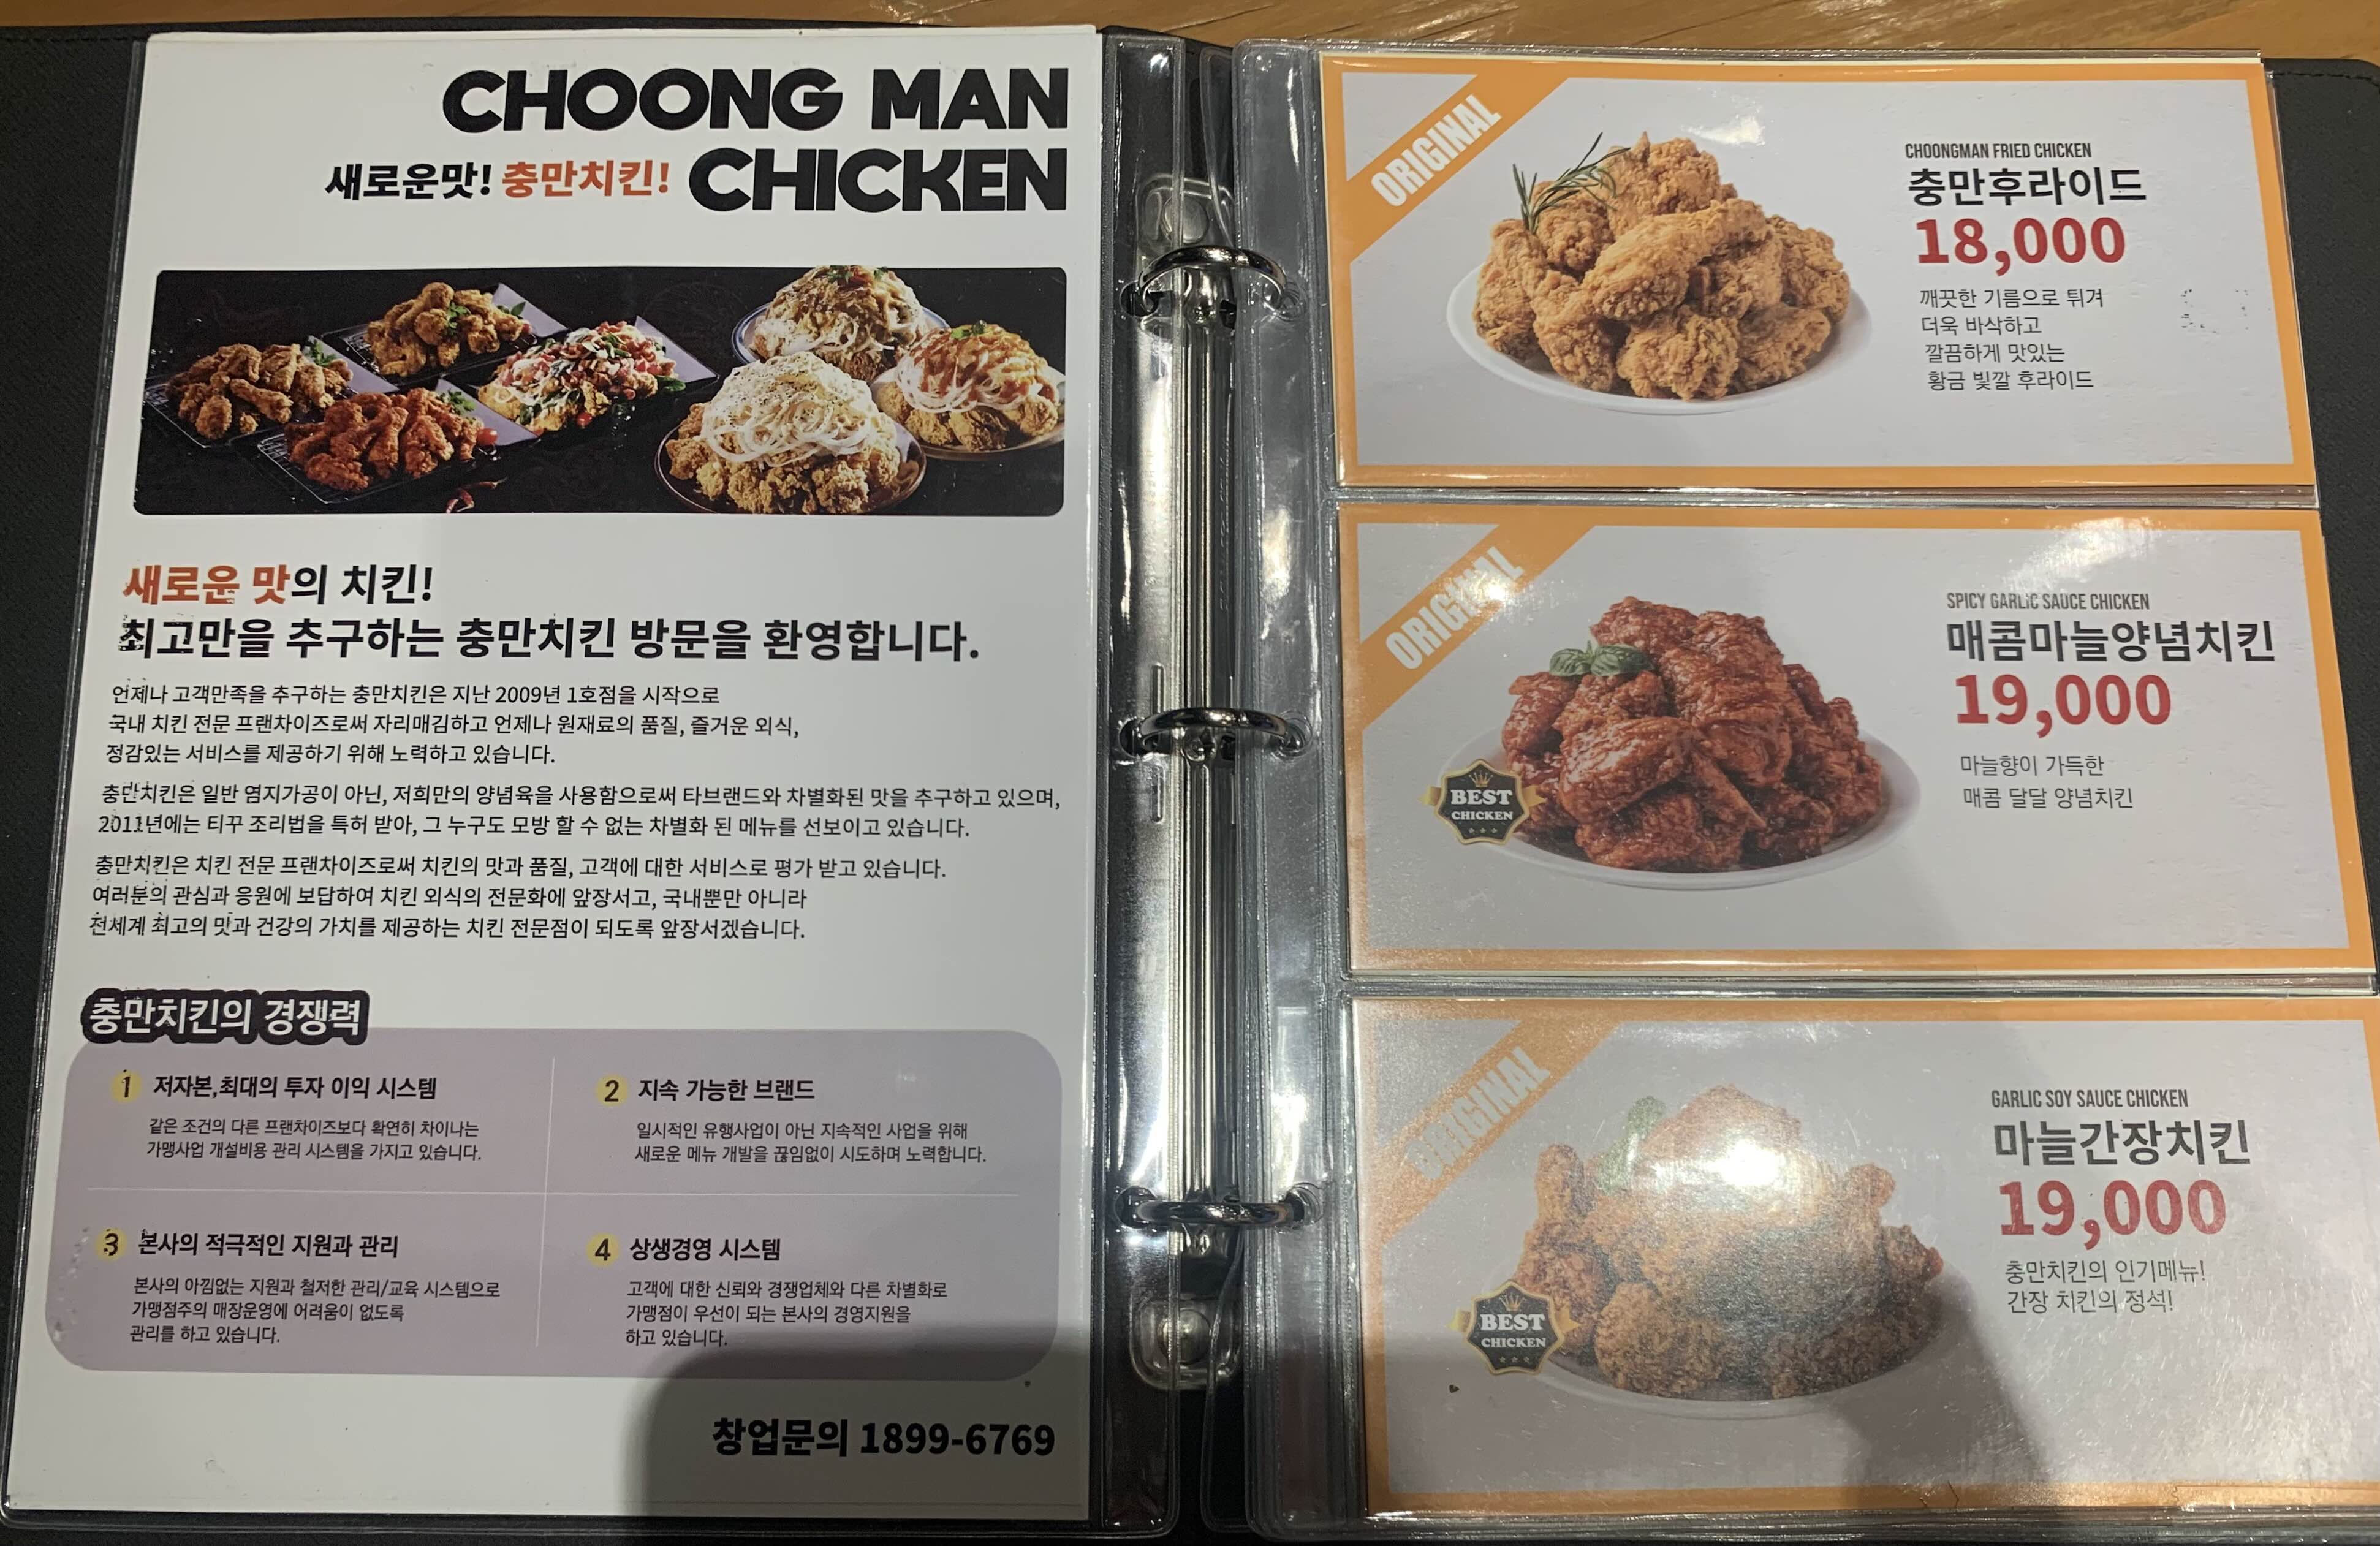 CHOONG MAN
새로운맛! 충만치킨! CHICKEN
새로운 맛의 치킨!
최고만을 추구하는 충만치킨 방문을 환영합니다.
언제나 고객만족을 추구하는 충만치킨은 지난 2009년 1호점을 시작으로
국내 치킨 전문 프랜차이즈로써 자리매김하고 언제나 원재료의 품질, 즐거운 외식,
정감있는 서비스를 제공하기 위해 노력하고 있습니다.
충만치킨은 일반 염지가공이 아닌, 저희만의 양념육을 사용함으로써 타브랜드와 차별화된 맛을 추구하고 있으며,
2011년에는 티꾸 조리법을 특허 받아, 그 누구도 모방 할 수 없는 차별화 된 메뉴를 선보이고 있습니다.
충만치킨은 치킨 전문 프랜차이즈로써 치킨의 맛과 품질, 고객에 대한 서비스로 평가 받고 있습니다.
여러분의 관심과 응원에 보답하여 치킨 외식의 전문화에 앞장서고, 국내뿐만 아니라
전세계 최고의 맛과 건강의 가치를 제공하는 치킨 전문점이 되도록 앞장서겠습니다.
충만치킨의 경쟁력
1 저자본,최대의 투자 이익 시스템
같은 조건의 다른 프랜차이즈보다 확연히 차이나는
가맹사업 개설비용 관리 시스템을 가지고 있습니다.
2 지속 가능한 브랜드
일시적인 유행사업이 아닌 지속적인 사업을 위해
새로운 메뉴 개발을 끊임없이 시도하며 노력합니다.
3 본사의 적극적인 지원과 관리
본사의 아낌없는 지원과 철저한 관리/교육 시스템으로
가맹점주의 매장운영에 어려움이 없도록
관리를 하고 있습니다.
4 상생경영 시스템
고객에 대한 신뢰와 경쟁업체와 다른 차별화로
가맹점이 우선이 되는 본사의 경영지원을
하고 있습니다.
창업문의 1899-6769
ORIGINAL
CHOONGMAN FRIED CHICKEN
충만후라이드
18,000
깨끗한 기름으로 튀겨
더욱 바삭하고
깔끔하게 맛있는
황금 빛깔 후라이드
ORIGINAL
SPICY GARLIC SAUCE CHICKEN
매콤마늘양념치킨
19,000
마늘향이 가득한
매콤 달달 양념치킨
BEST
CHICKEN
ORIGINAL
GARLIC SOY SAUCE CHICKEN
마늘간장치킨
19,000
충만치킨의 인기메뉴!
간장 치킨의 정석!
BEST
CHICKEN